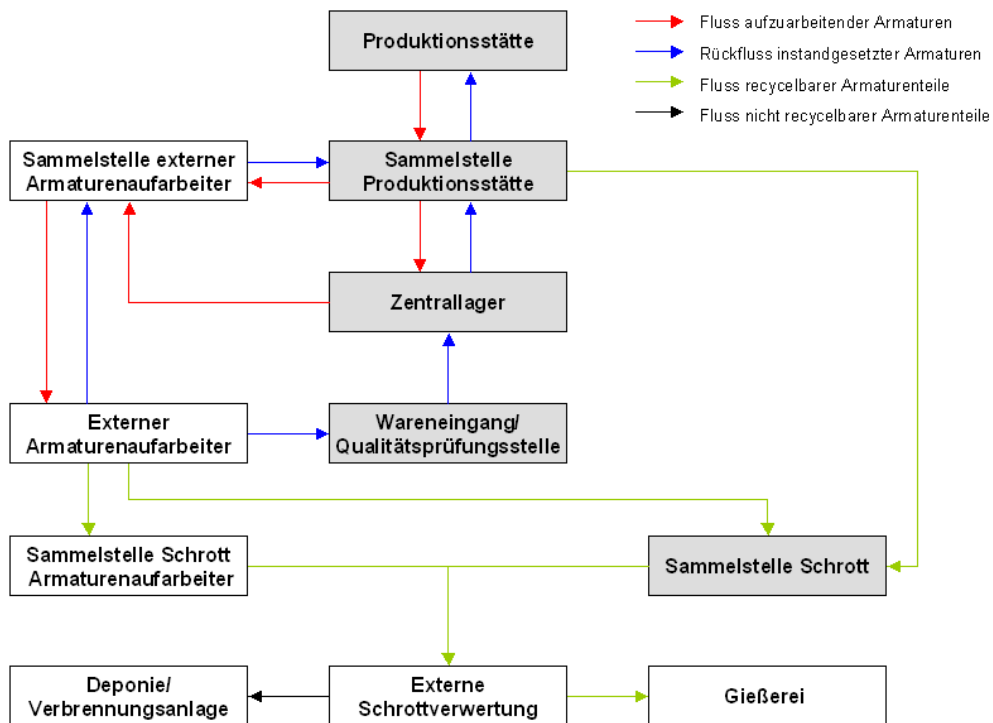 Produktionsstätte
Fluss aufzuarbeitender Armaturen
Rückfluss instandgesetzter Armaturen
Fluss recycelbarer Armaturenteile
Fluss nicht recycelbarer Armaturenteile
Sammelstelle externer
Armaturenaufarbeiter
Sammelstelle
Produktionsstätte
Zentrallager
Externer
Armaturenaufarbeiter
Wareneingang/
Qualitätsprüfungsstelle
Sammelstelle Schrott
Armaturenaufarbeiter
Sammelstelle Schrott
Deponie/
Verbrennungsanlage
Externe
Schrottverwertung
Gießerei